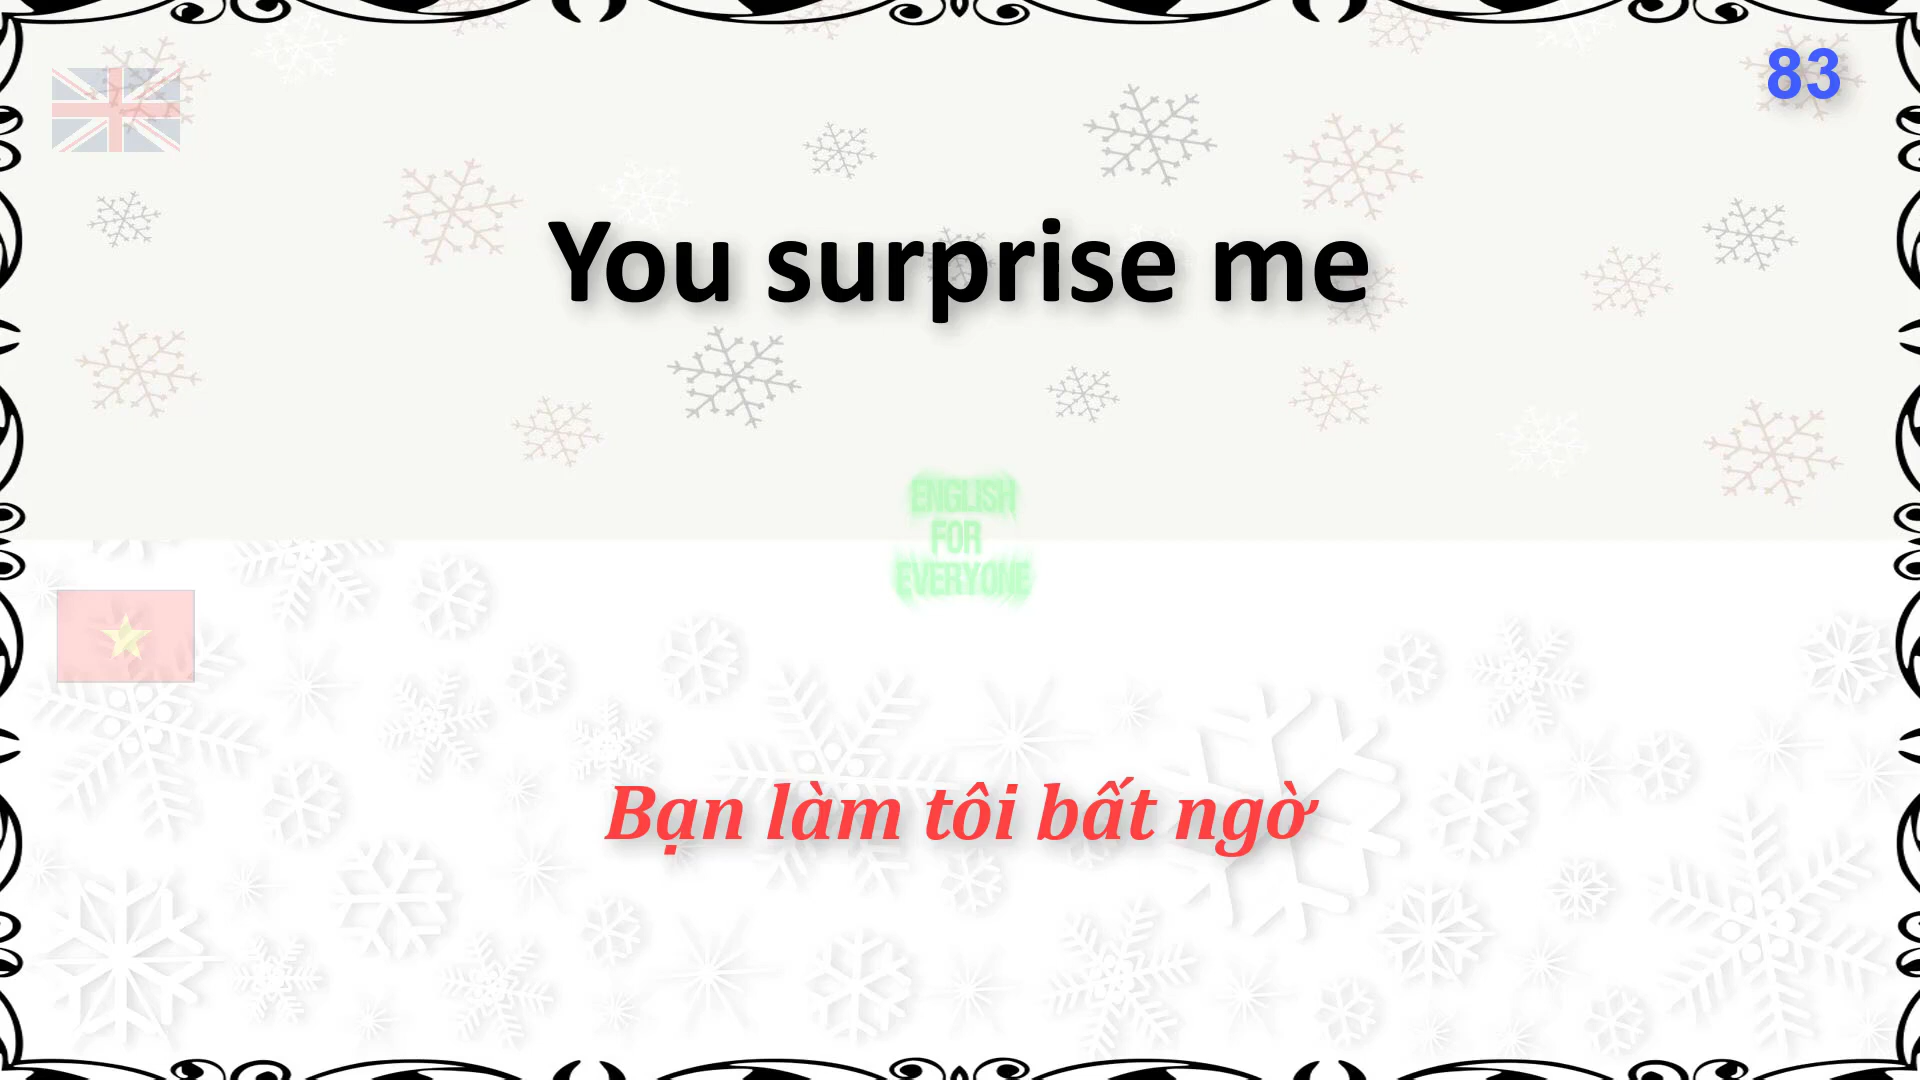 83
You surprise me
ENGLISH
FOR
EVERYONE
Bạn làm tôi bất ngờ